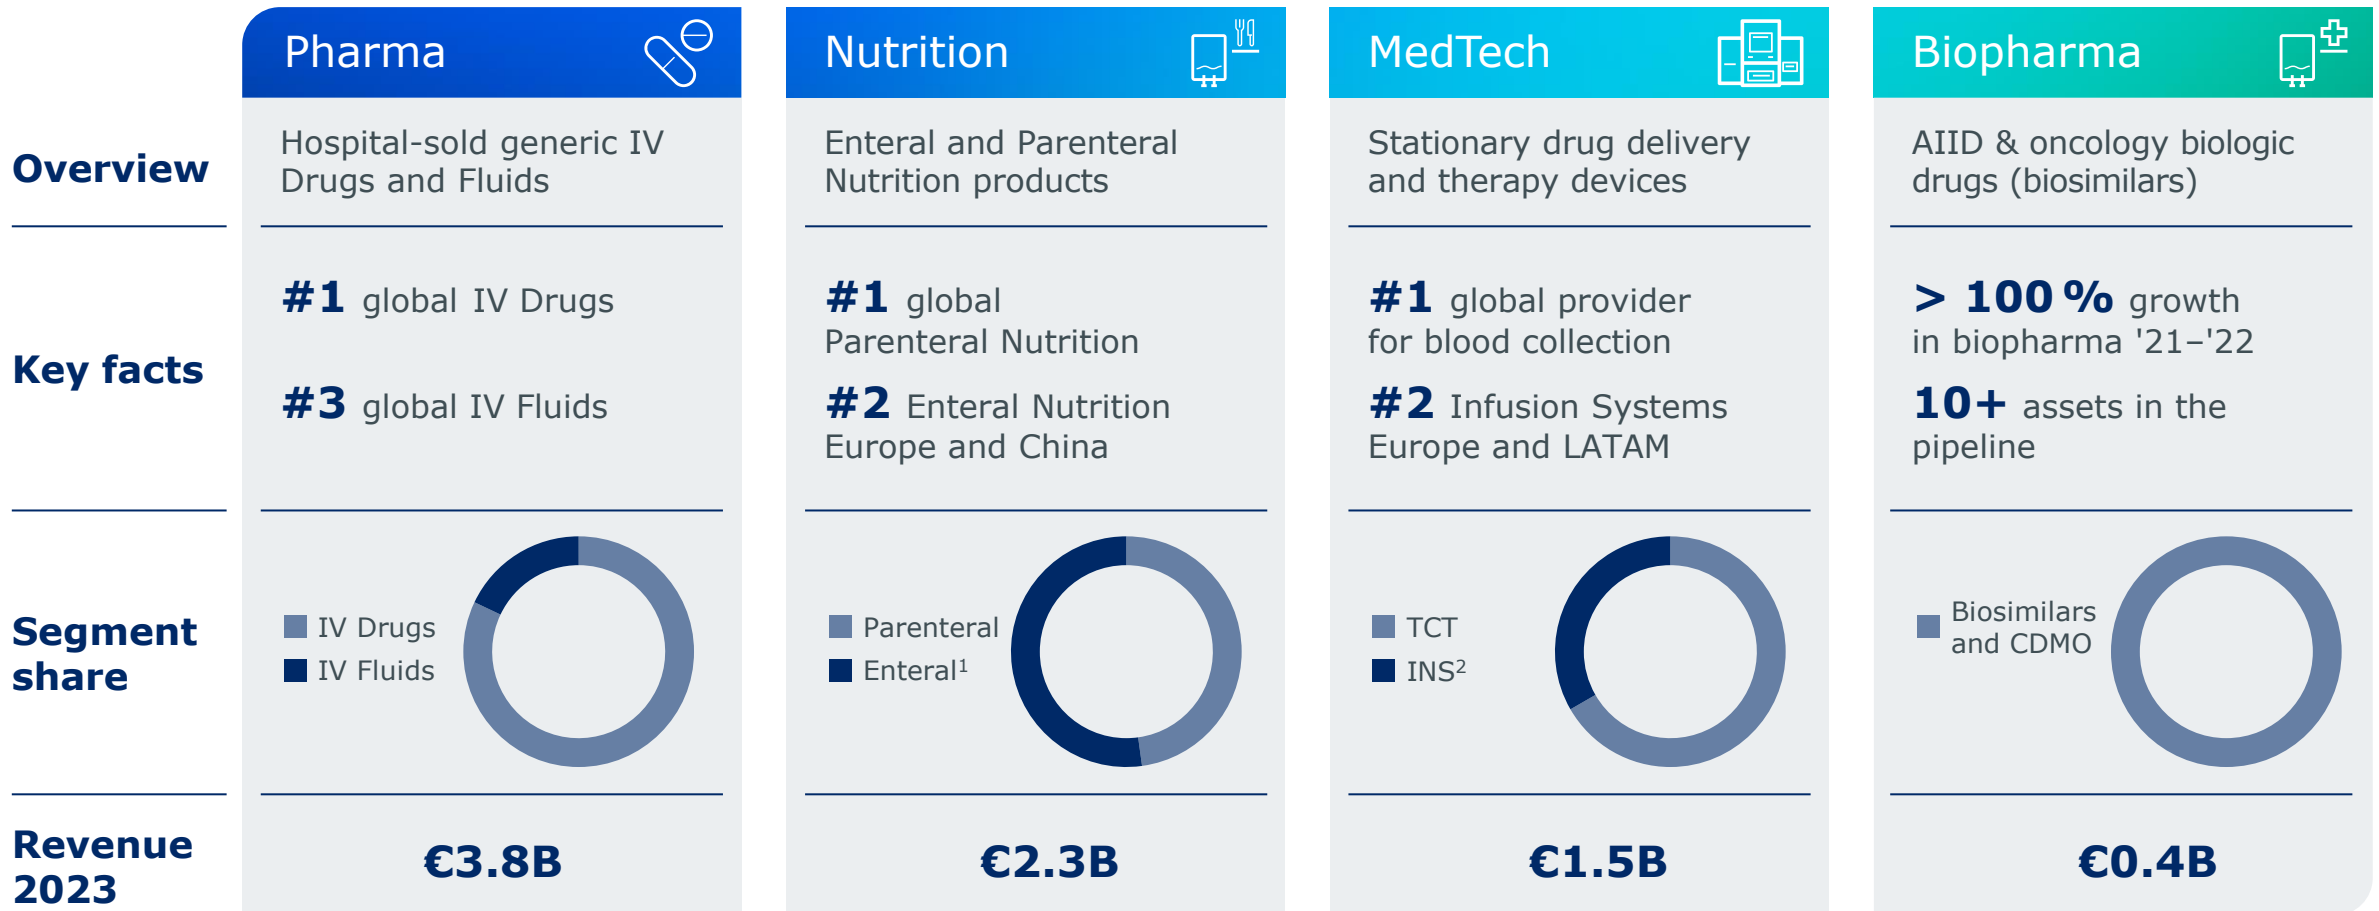 Pharma
Nutrition
MedTech
Biopharma
Overview
Hospital-sold generic IV
Drugs and Fluids
Enteral and Parenteral
Nutrition products
Stationary drug delivery
and therapy devices
AIID & oncology biologic
drugs (biosimilars)
Key facts
#1 global IV Drugs
#3 global IV Fluids
#1 global
Parenteral Nutrition
#2 Enteral Nutrition
Europe and China
#1 global provider
for blood collection
#2 Infusion Systems
Europe and LATAM
> 100 % growth
in biopharma '21–'22
10+ assets in the
pipeline
Segment
share
IV Drugs
IV Fluids
Parenteral
Enteral¹
TCT
INS²
Biosimilars
and CDMO
Revenue
2023
€3.8B
€2.3B
€1.5B
€0.4B